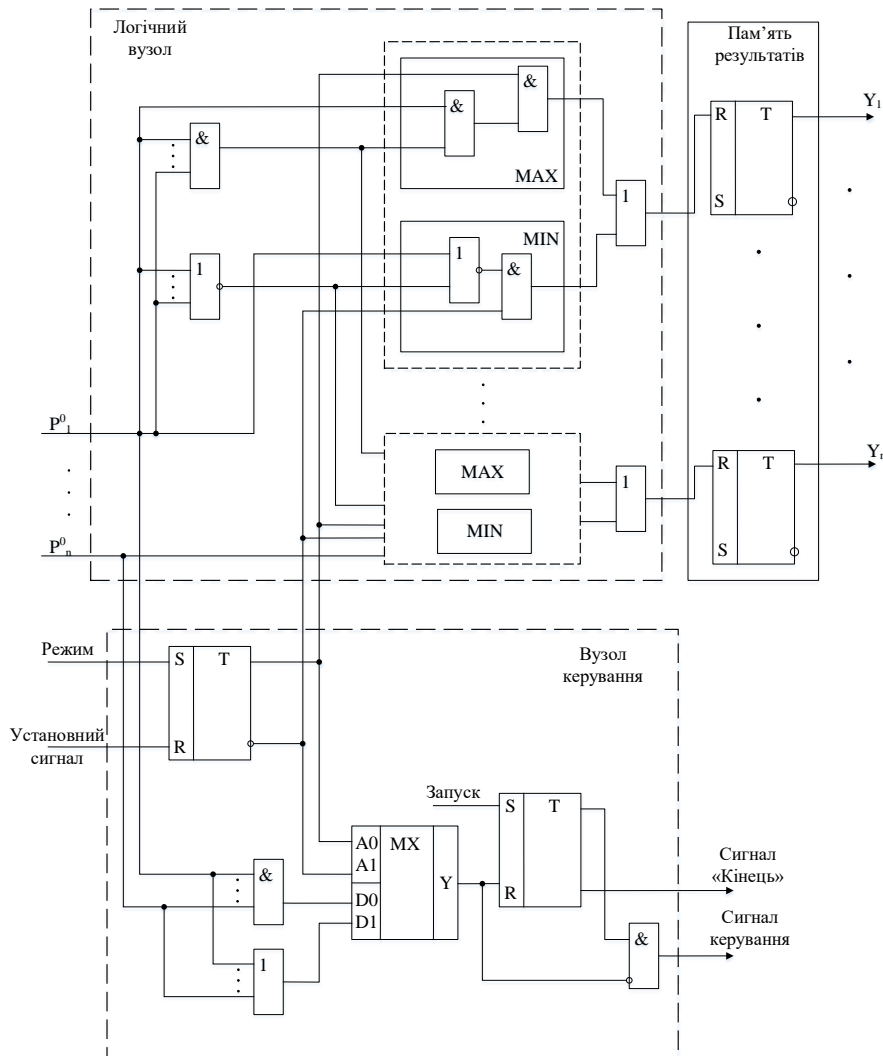 Логічний
вузол
Пам’ять
результатів
&
&
&
MAX
1
R
T
S
Y₁
1
1
&
MIN
P⁰₁
MAX
MIN
1
R
T
S
Yₙ
P⁰ₙ
Режим
S
T
R
Установний
сигнал
Вузол
керування
Запуск
S
T
R
A0
A1
MX
D0
D1
Y
&
1
Сигнал
«Кінець»
&
Сигнал
керування